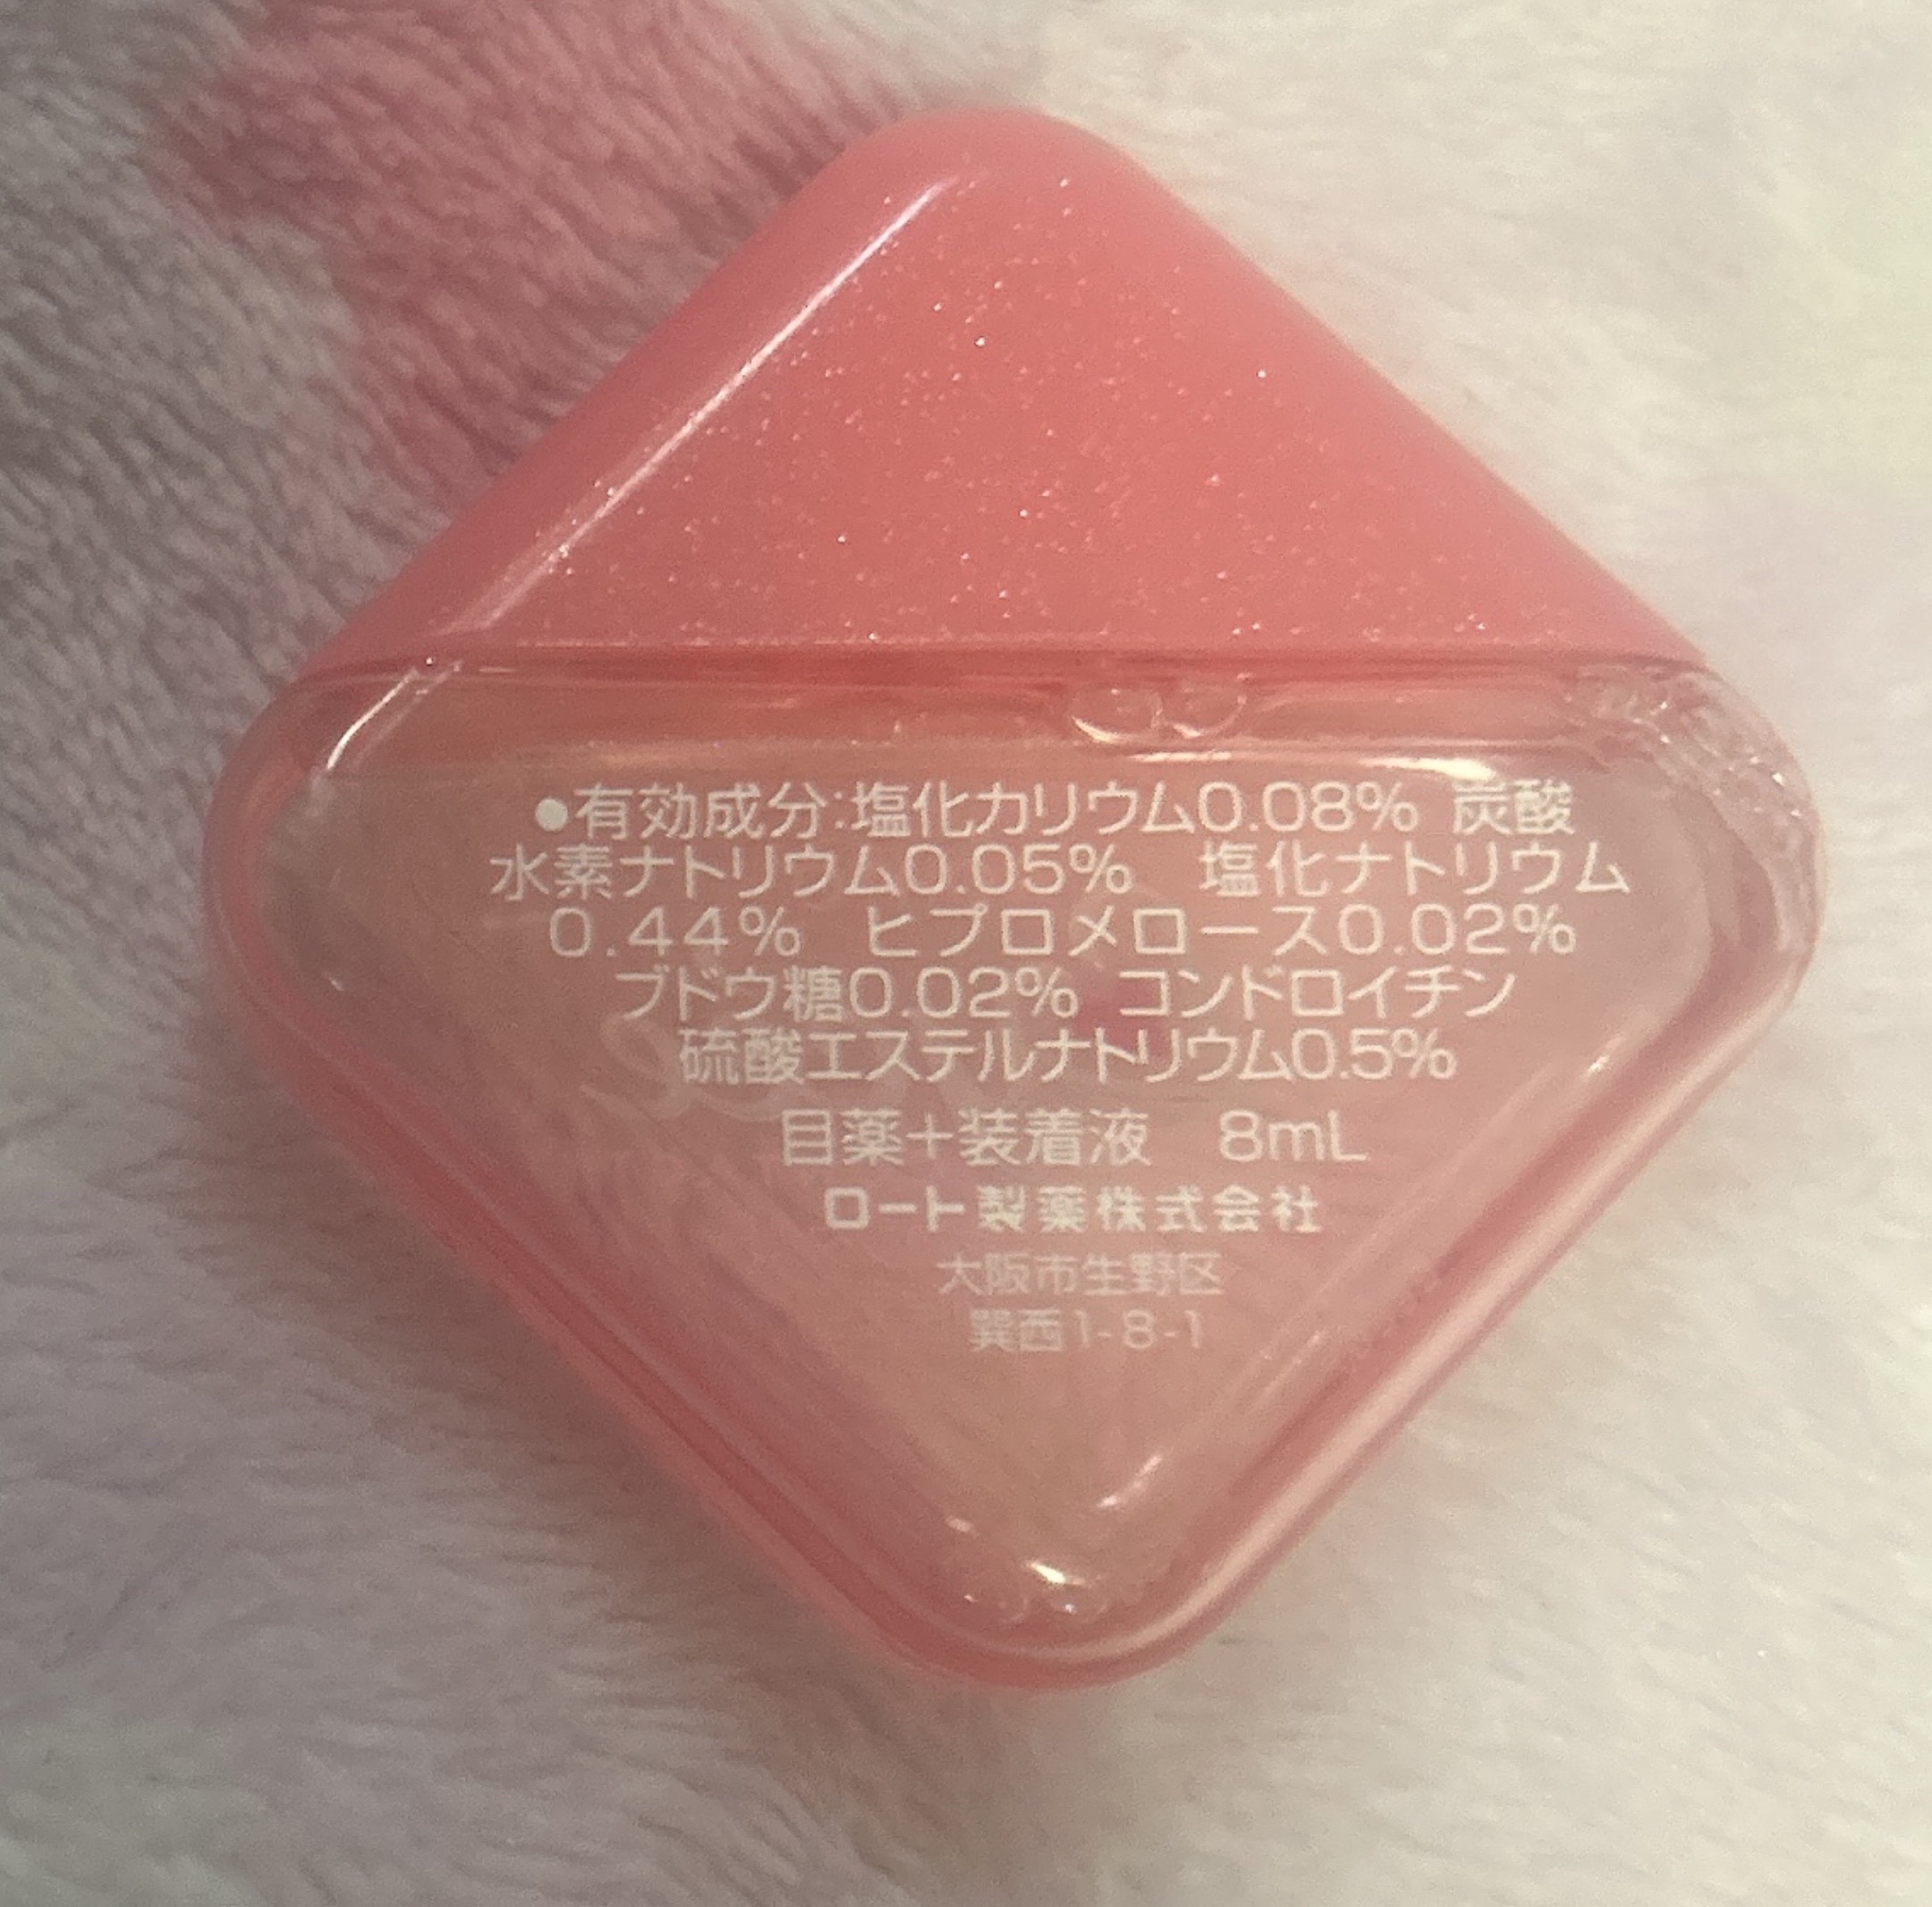 ●有効成分:塩化カリウム0.08% 炭酸
水素ナトリウム0.05% 塩化ナトリウム
0.44% ヒプロメロース0.02%
ブドウ糖0.02% コンドロイチン
硫酸エステルナトリウム0.5%
目薬+装着液 8mL
ロート製薬株式会社
大阪市生野区
巽西1-8-1